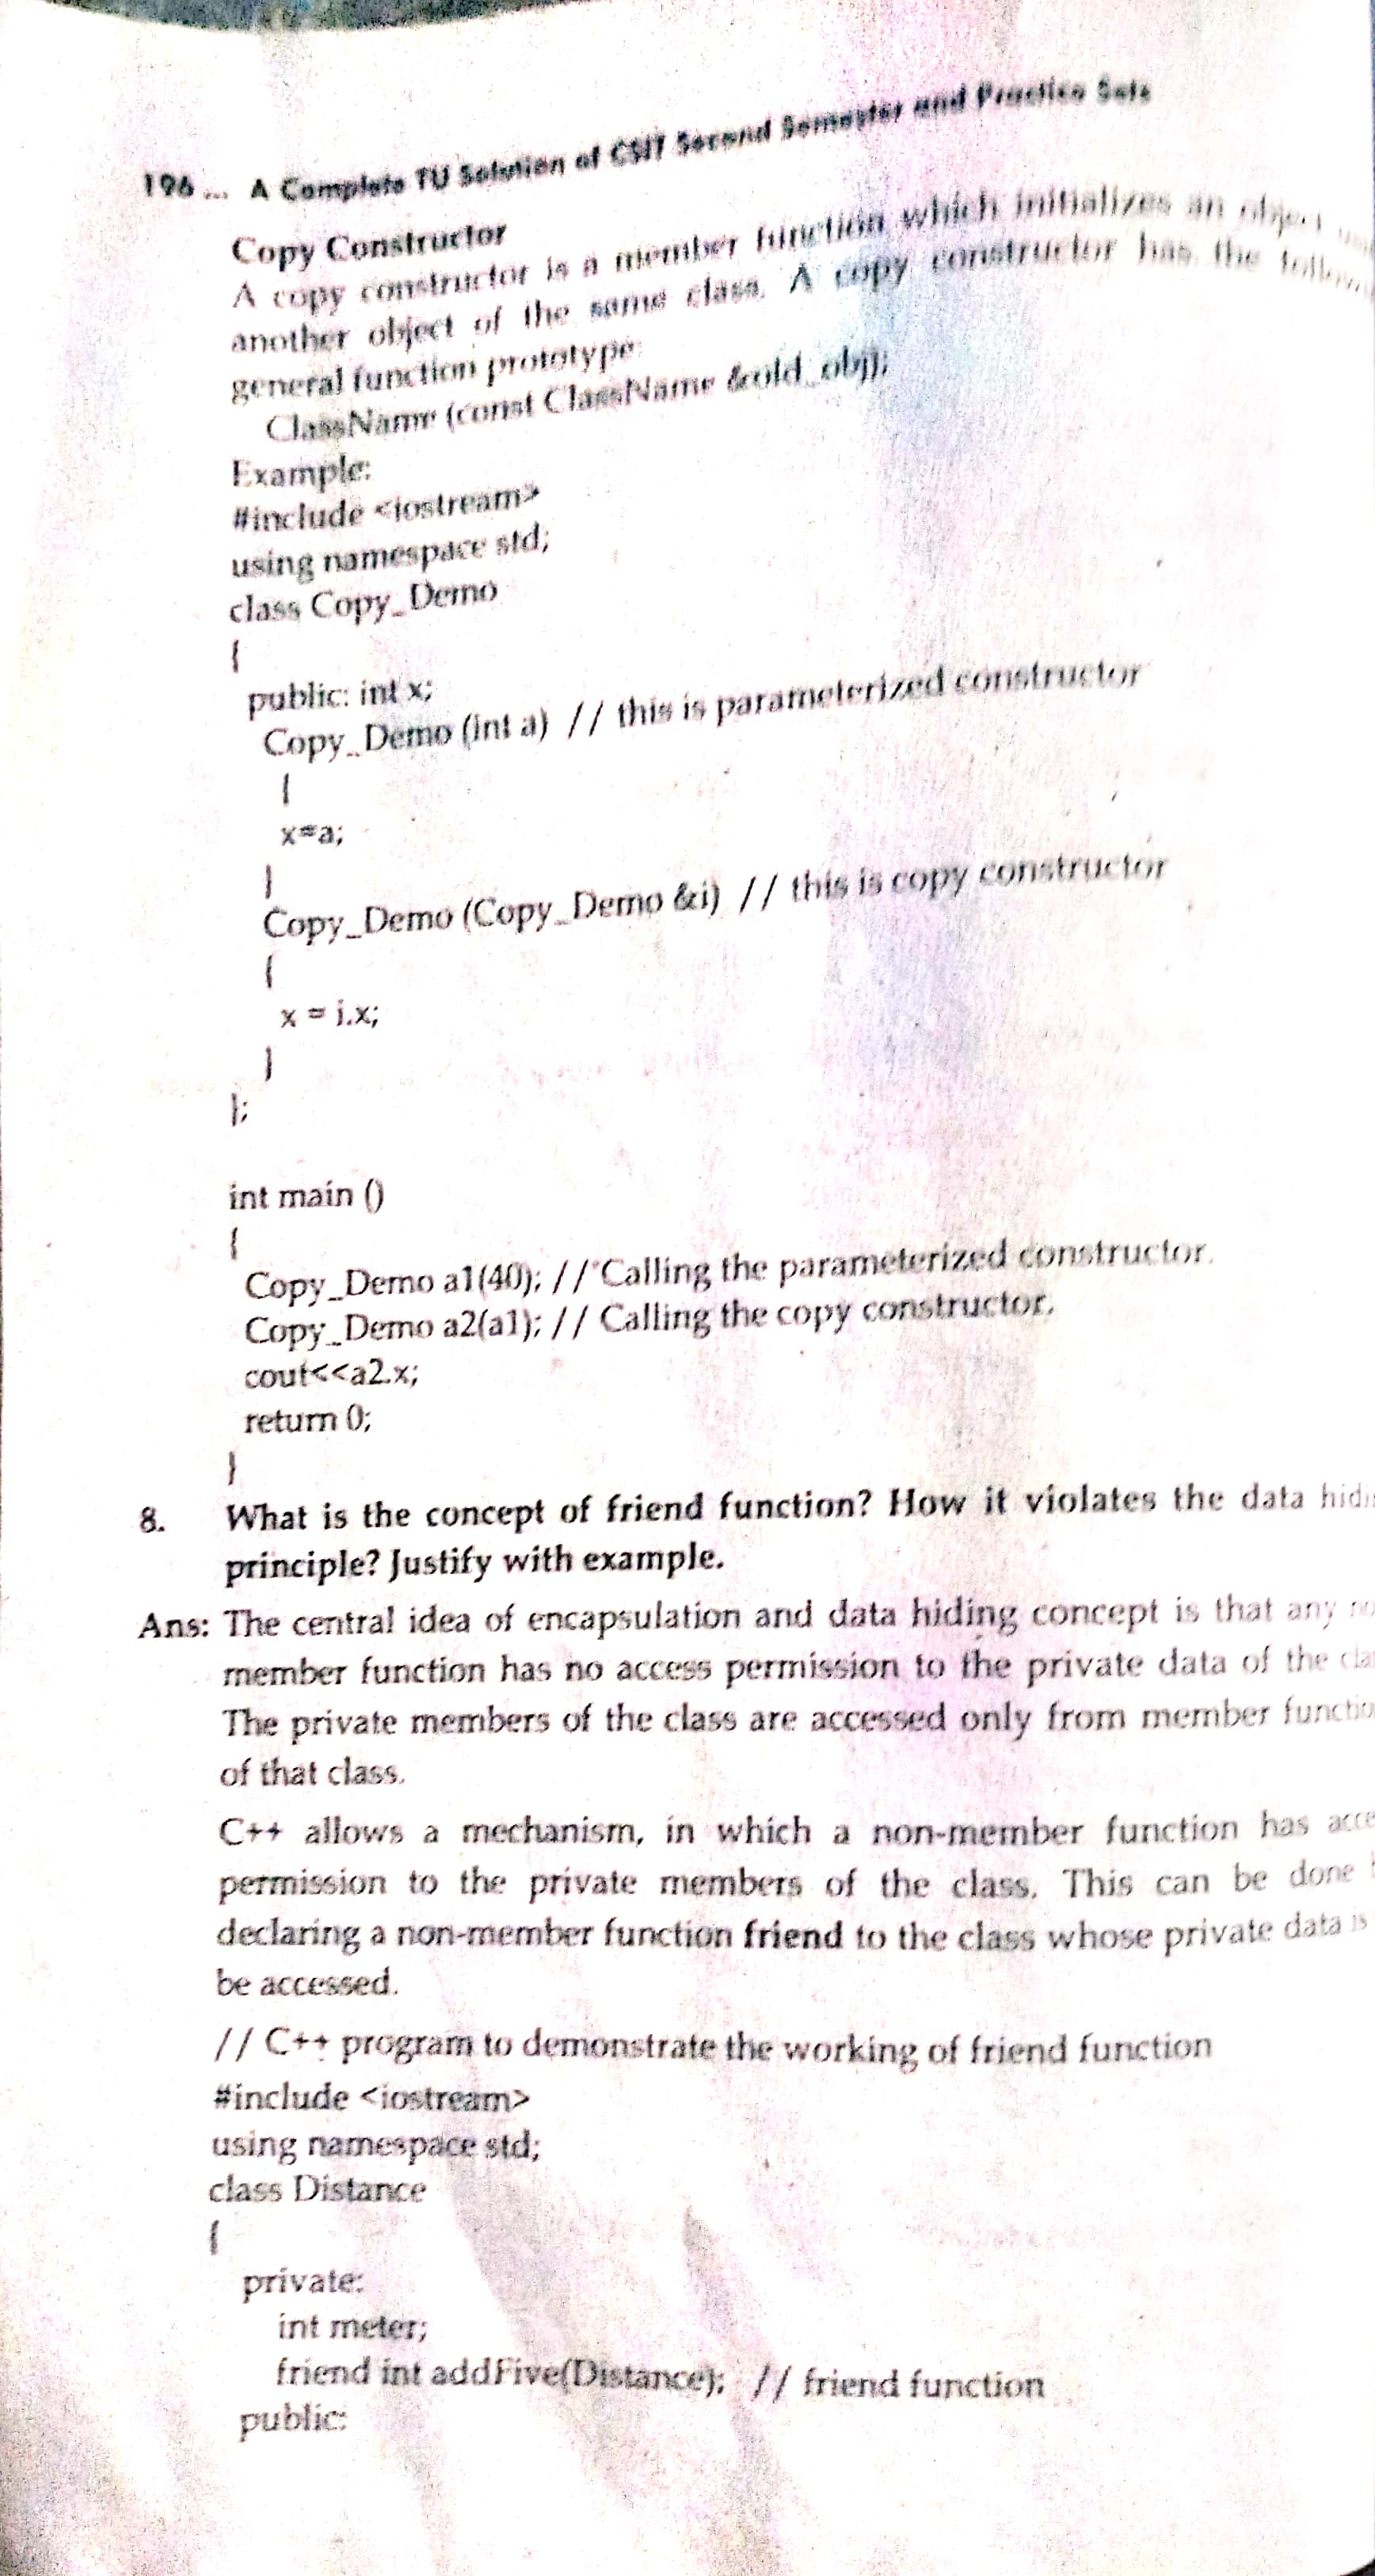 196 ... A Complete TU Solution of CSIT Second Semester and Practice Sets
Copy Constructor
A copy constructor is a member function which initializes an object
another object of the same class. A copy constructor has the
general function prototype:
ClassName (const ClassName &old_obj);
Example:
#include <iostream>
using namespace std;
class Copy_Demo
{
public: int x;
Copy_Demo (int a) // this is parameterized constructor
{
x=a;
}
Copy_Demo (Copy_Demo &i) // this is copy constructor
{
x = i.x;
}
};
int main ()
{
Copy_Demo a1(40); // Calling the parameterized constructor.
Copy_Demo a2(a1); // Calling the copy constructor.
cout<<a2.x;
return 0;
}
8. What is the concept of friend function? How it violates the data
principle? Justify with example.
Ans: The central idea of encapsulation and data hiding concept is that any
member function has no access permission to the private data of the
The private members of the class are accessed only from member
of that class.
C++ allows a mechanism, in which a non-member function has
permission to the private members of the class. This can be done
declaring a non-member function friend to the class whose private data is
be accessed.
// C++ program to demonstrate the working of friend function
#include <iostream>
using namespace std;
class Distance
{
private:
int meter;
friend int addFive(Distance); // friend function
public: